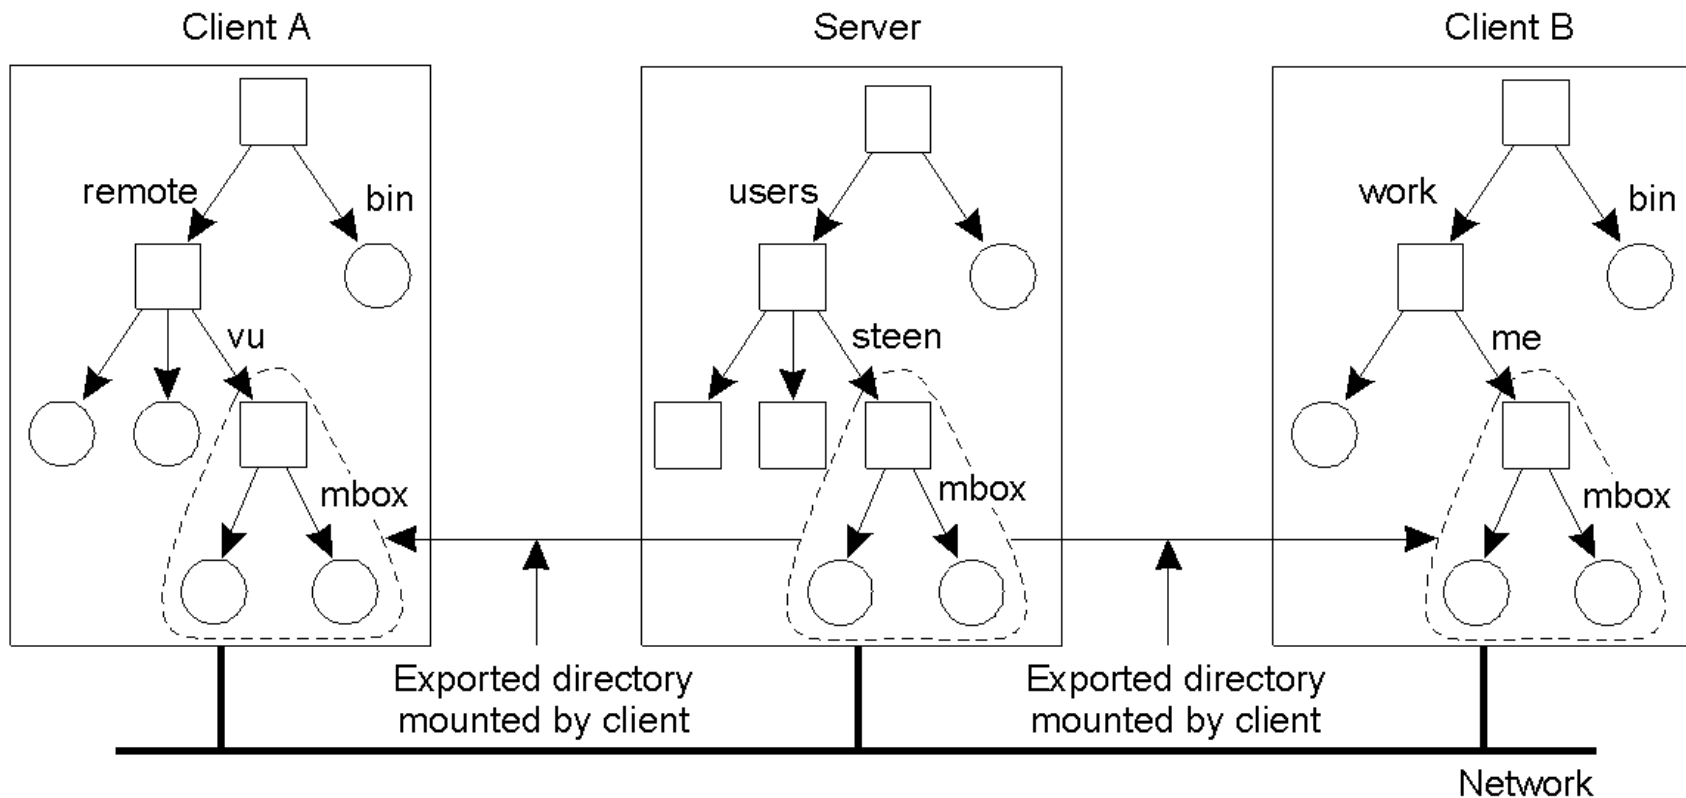 Client A
Server
Client B
remote
bin
users
work
bin
vu
steen
me
mbox
mbox
mbox
Exported directory
mounted by client
Exported directory
mounted by client
Network